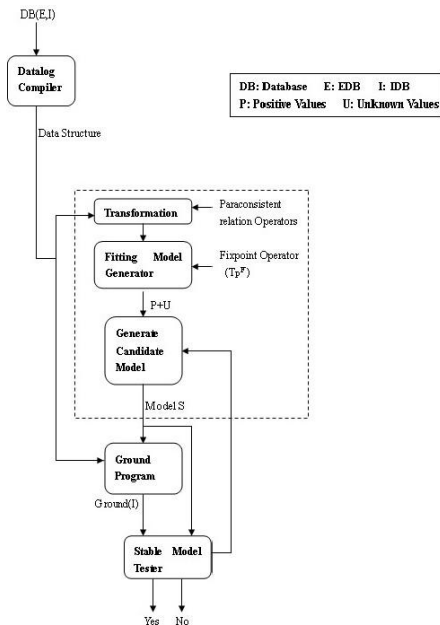 DB(E,I)
Datalog
Compiler
DB: Database E: EDB I: IDB
P: Positive Values U: Unknown Values
Data Structure
Transformation
Paraconsistent
relation Operators
Fitting Model
Generator
Fixpoint Operator
(Tp^F)
P+U
Generate
Candidate
Model
Model S
Ground
Program
Ground(I)
Stable Model
Tester
Yes No